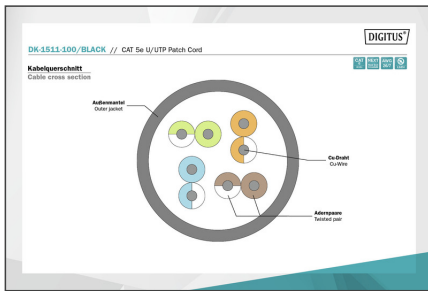 DIGITUS®
DK-1511-100/BLACK // CAT 5e U/UTP Patch Cord
Kabelquerschnitt
Cable cross section
Außenmantel
Outer jacket
Cu-Draht
Cu-Wire
Adernpaare
Twisted pair